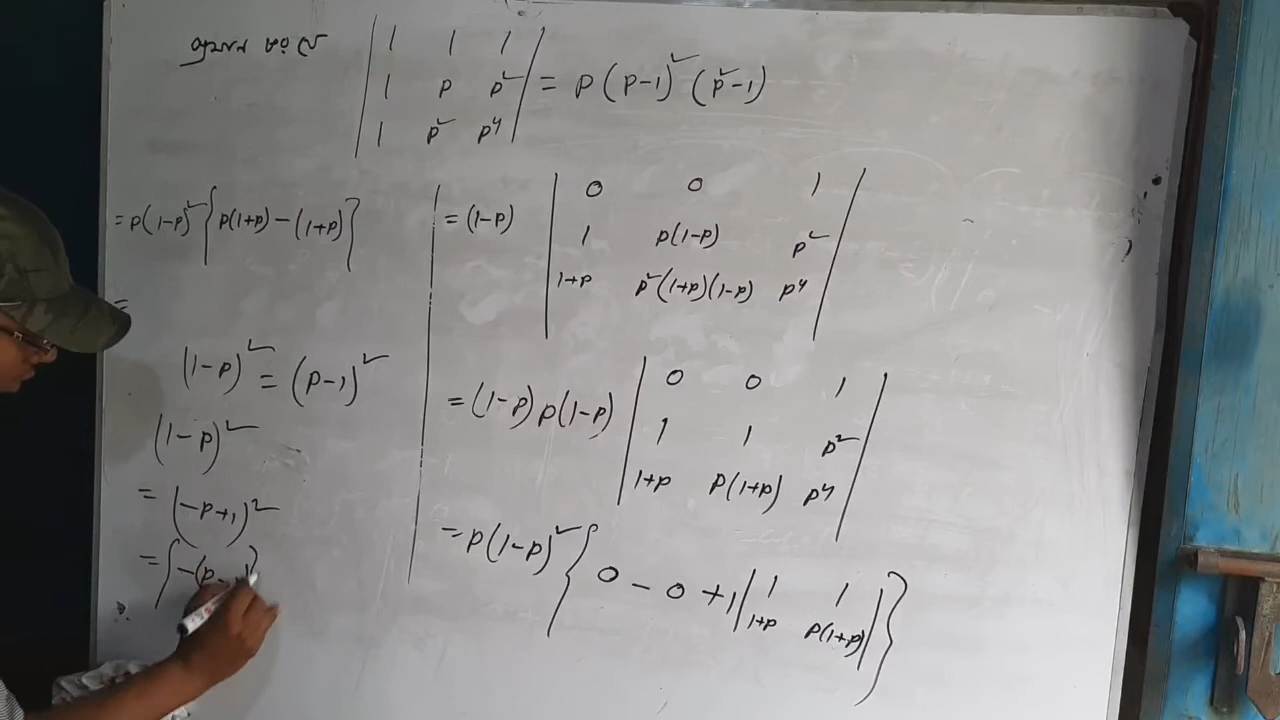 প্রমাণ কর যে | 1 1 1 |
| 1 p p² | = p (p-1)² (p²-1)
| 1 p² p⁴ |
= (1-p) | 0 0 1 |
| 1 p(1-p) p² |
| 1+p p²(1+p)(1-p) p⁴ |
= (1-p) p(1-p) | 0 0 1 |
| 1 1 p² |
| 1+p p(1+p) p⁴ |
= p(1-p)² { 0 - 0 + 1 | 1 1 |
| 1+p p(1+p) | }
= p(1-p)² { p(1+p) - (1+p) }
=
(1-p)² = (p-1)²
(1-p)²
= (-p+1)²
= { -(p-1)